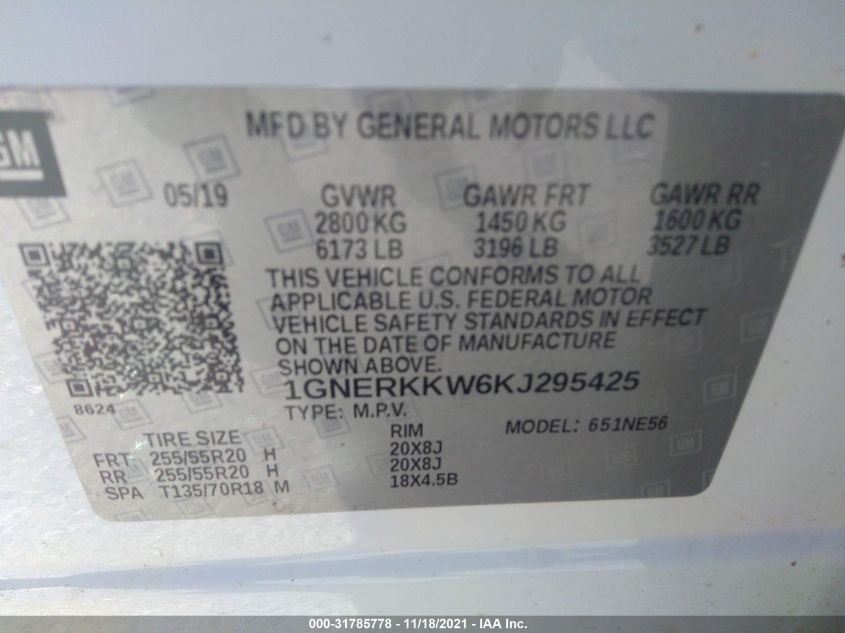 GM
MFD BY GENERAL MOTORS LLC
05/19 GVWR GAWR FRT GAWR RR
2800 KG 1450 KG 1600 KG
6173 LB 3196 LB 3527 LB
THIS VEHICLE CONFORMS TO ALL
APPLICABLE U.S. FEDERAL MOTOR
VEHICLE SAFETY STANDARDS IN EFFECT
ON THE DATE OF MANUFACTURE
SHOWN ABOVE.
1GNERKKW6KJ295425
8624
TYPE: M.P.V. MODEL: 651NE56
TIRE SIZE RIM
FRT 255/55R20 H 20X8J
RR 255/55R20 H 20X8J
SPA T135/70R18 M 18X4.5B
000-31785778 - 11/18/2021 - IAA Inc.